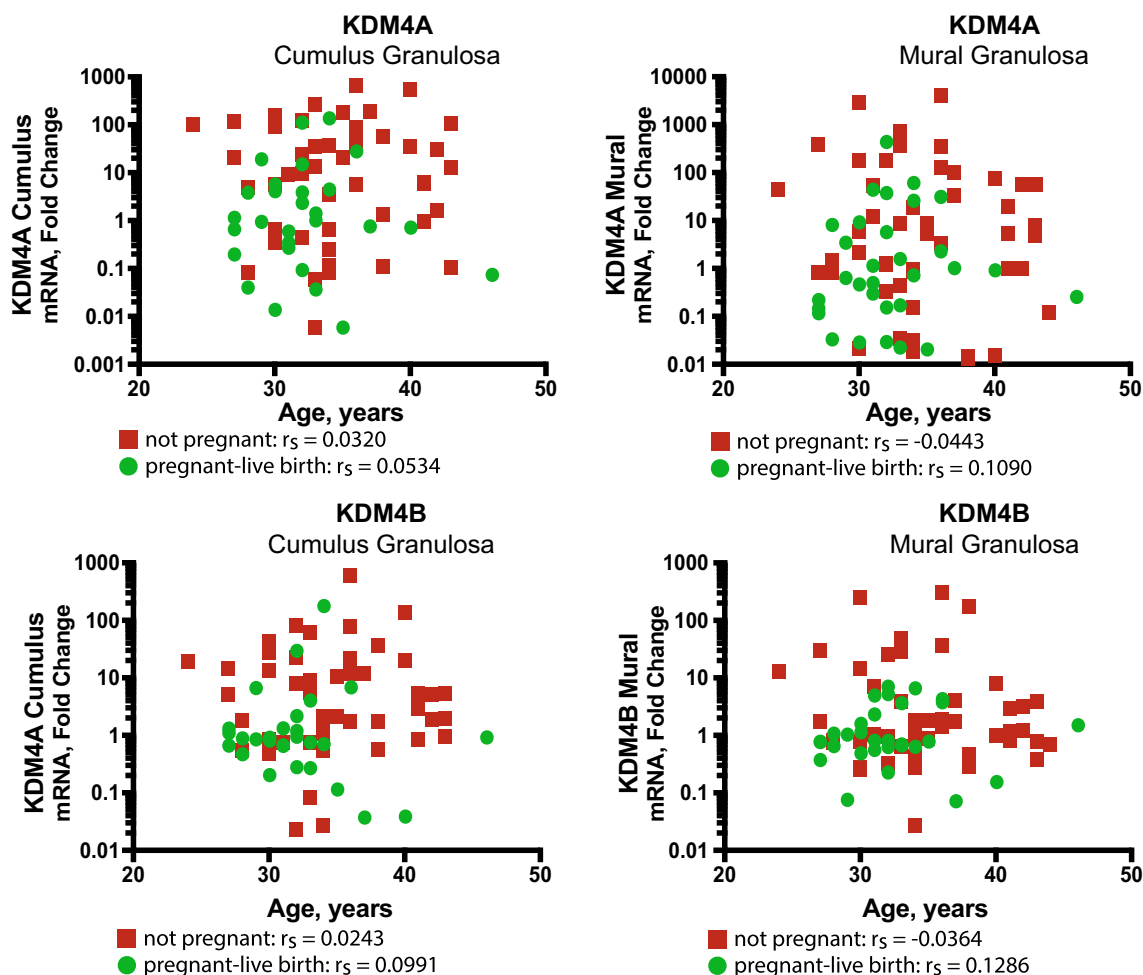 KDM4A
Cumulus Granulosa
KDM4A Cumulus
mRNA, Fold Change
1000
100
10
1
0.1
0.01
0.001
20
30
40
50
Age, years
not pregnant: rs = 0.0320
pregnant-live birth: rs = 0.0534
KDM4A
Mural Granulosa
KDM4A Mural
mRNA, Fold Change
10000
1000
100
10
1
0.1
0.01
20
30
40
50
Age, years
not pregnant: rs = -0.0443
pregnant-live birth: rs = 0.1090
KDM4B
Cumulus Granulosa
KDM4A Cumulus
mRNA, Fold Change
1000
100
10
1
0.1
0.01
20
30
40
50
Age, years
not pregnant: rs = 0.0243
pregnant-live birth: rs = 0.0991
KDM4B
Mural Granulosa
KDM4B Mural
mRNA, Fold Change
1000
100
10
1
0.1
0.01
20
30
40
50
Age, years
not pregnant: rs = -0.0364
pregnant-live birth: rs = 0.1286